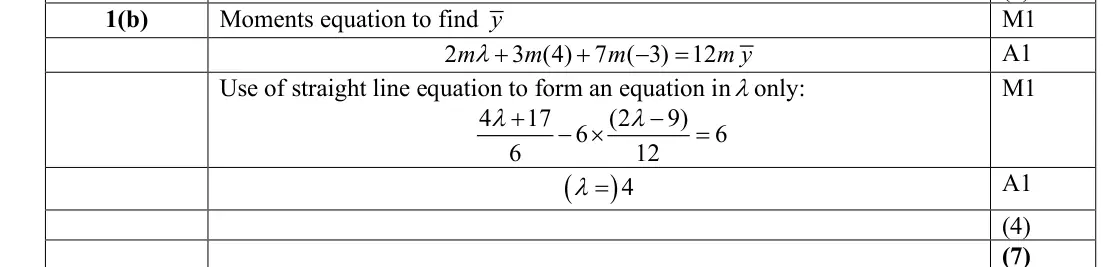 1(b) Moments equation to find y̅ M1
2mλ + 3m(4) + 7m(−3) = 12m y̅ A1
Use of straight line equation to form an equation in λ only: M1
(4λ + 17)/6 − 6 × (2λ − 9)/12 = 6
(λ =) 4 A1
(4)
(7)